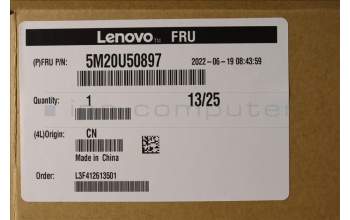 Lenovo™ FRU
(P)FRU P/N: 5M20U50897 2022-06-19 08:43:59
Quantity: 1 13/25
(4L)Origin: CN
Made in China
Order: L3F412613501